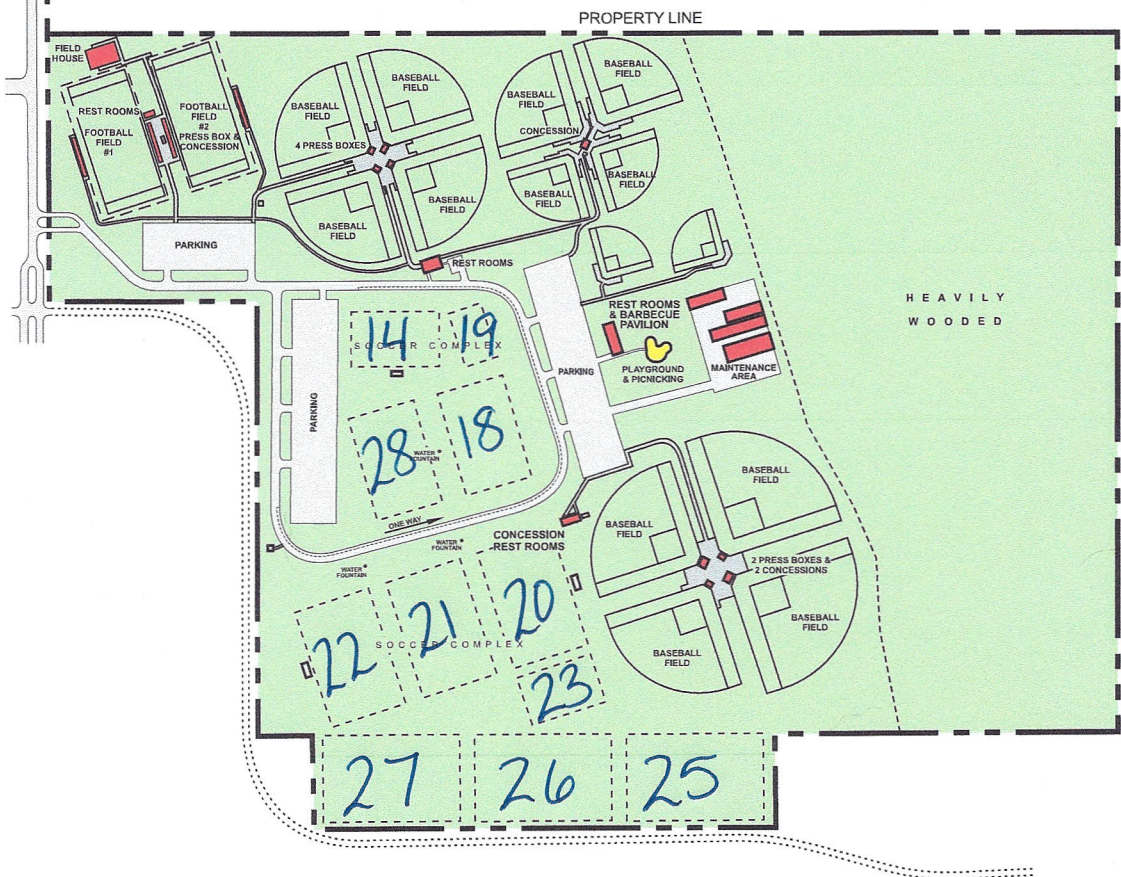 PROPERTY LINE
FIELD
HOUSE
REST ROOMS
FOOTBALL
FIELD
#1
FOOTBALL
FIELD
#2
PRESS BOX &
CONCESSION
BASEBALL
FIELD
BASEBALL
FIELD
4 PRESS BOXES
BASEBALL
FIELD
BASEBALL
FIELD
BASEBALL
FIELD
BASEBALL
FIELD
CONCESSION
BASEBALL
FIELD
BASEBALL
FIELD
PARKING
REST ROOMS
HEAVILY
WOODED
REST ROOMS
& BARBECUE
PAVILION
PLAYGROUND
& PICNICKING
MAINTENANCE
AREA
PARKING
PARKING
SOCCER COMPLEX
14
19
28
18
WATER
FOUNTAIN
ONE WAY
CONCESSION
REST ROOMS
WATER
FOUNTAIN
WATER
FOUNTAIN
BASEBALL
FIELD
BASEBALL
FIELD
2 PRESS BOXES &
2 CONCESSIONS
BASEBALL
FIELD
BASEBALL
FIELD
SOCCER COMPLEX
22
21
20
23
27
26
25